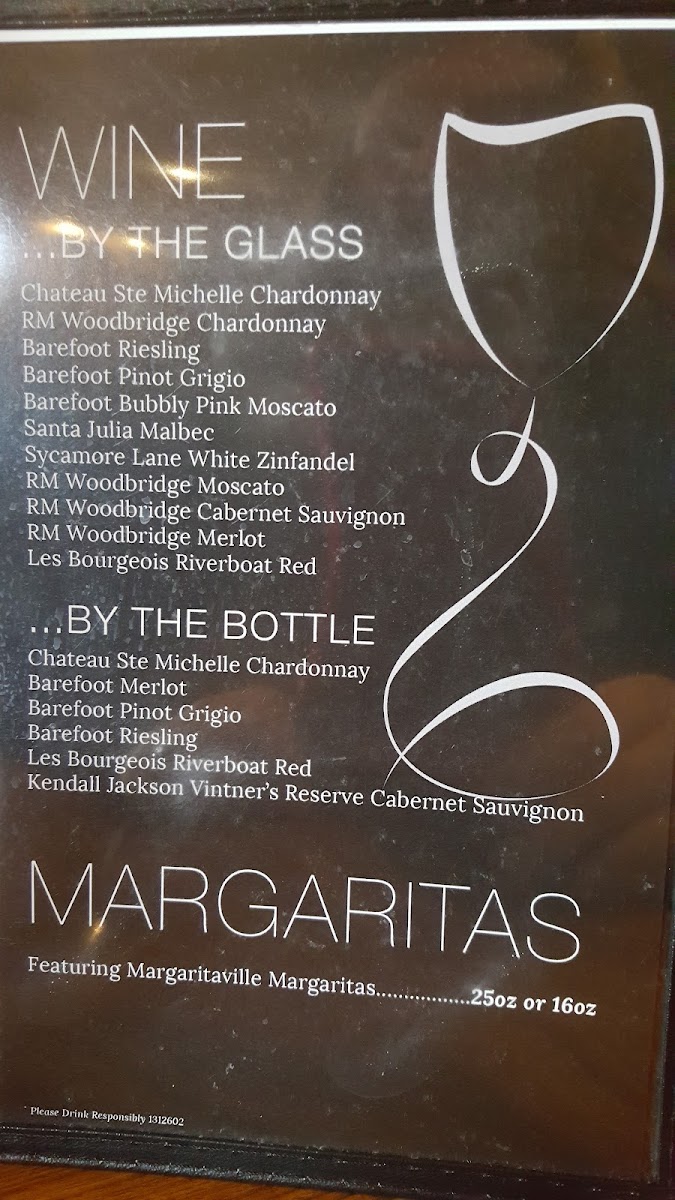 WINE
...BY THE GLASS
Chateau Ste Michelle Chardonnay
RM Woodbridge Chardonnay
Barefoot Riesling
Barefoot Pinot Grigio
Barefoot Bubbly Pink Moscato
Santa Julia Malbec
Sycamore Lane White Zinfandel
RM Woodbridge Moscato
RM Woodbridge Cabernet Sauvignon
RM Woodbridge Merlot
Les Bourgeois Riverboat Red
...BY THE BOTTLE
Chateau Ste Michelle Chardonnay
Barefoot Merlot
Barefoot Pinot Grigio
Barefoot Riesling
Les Bourgeois Riverboat Red
Kendall Jackson Vintner's Reserve Cabernet Sauvignon
MARGARITAS
Featuring Margaritaville Margaritas.................25oz or 16oz
Please Drink Responsibly 1312602